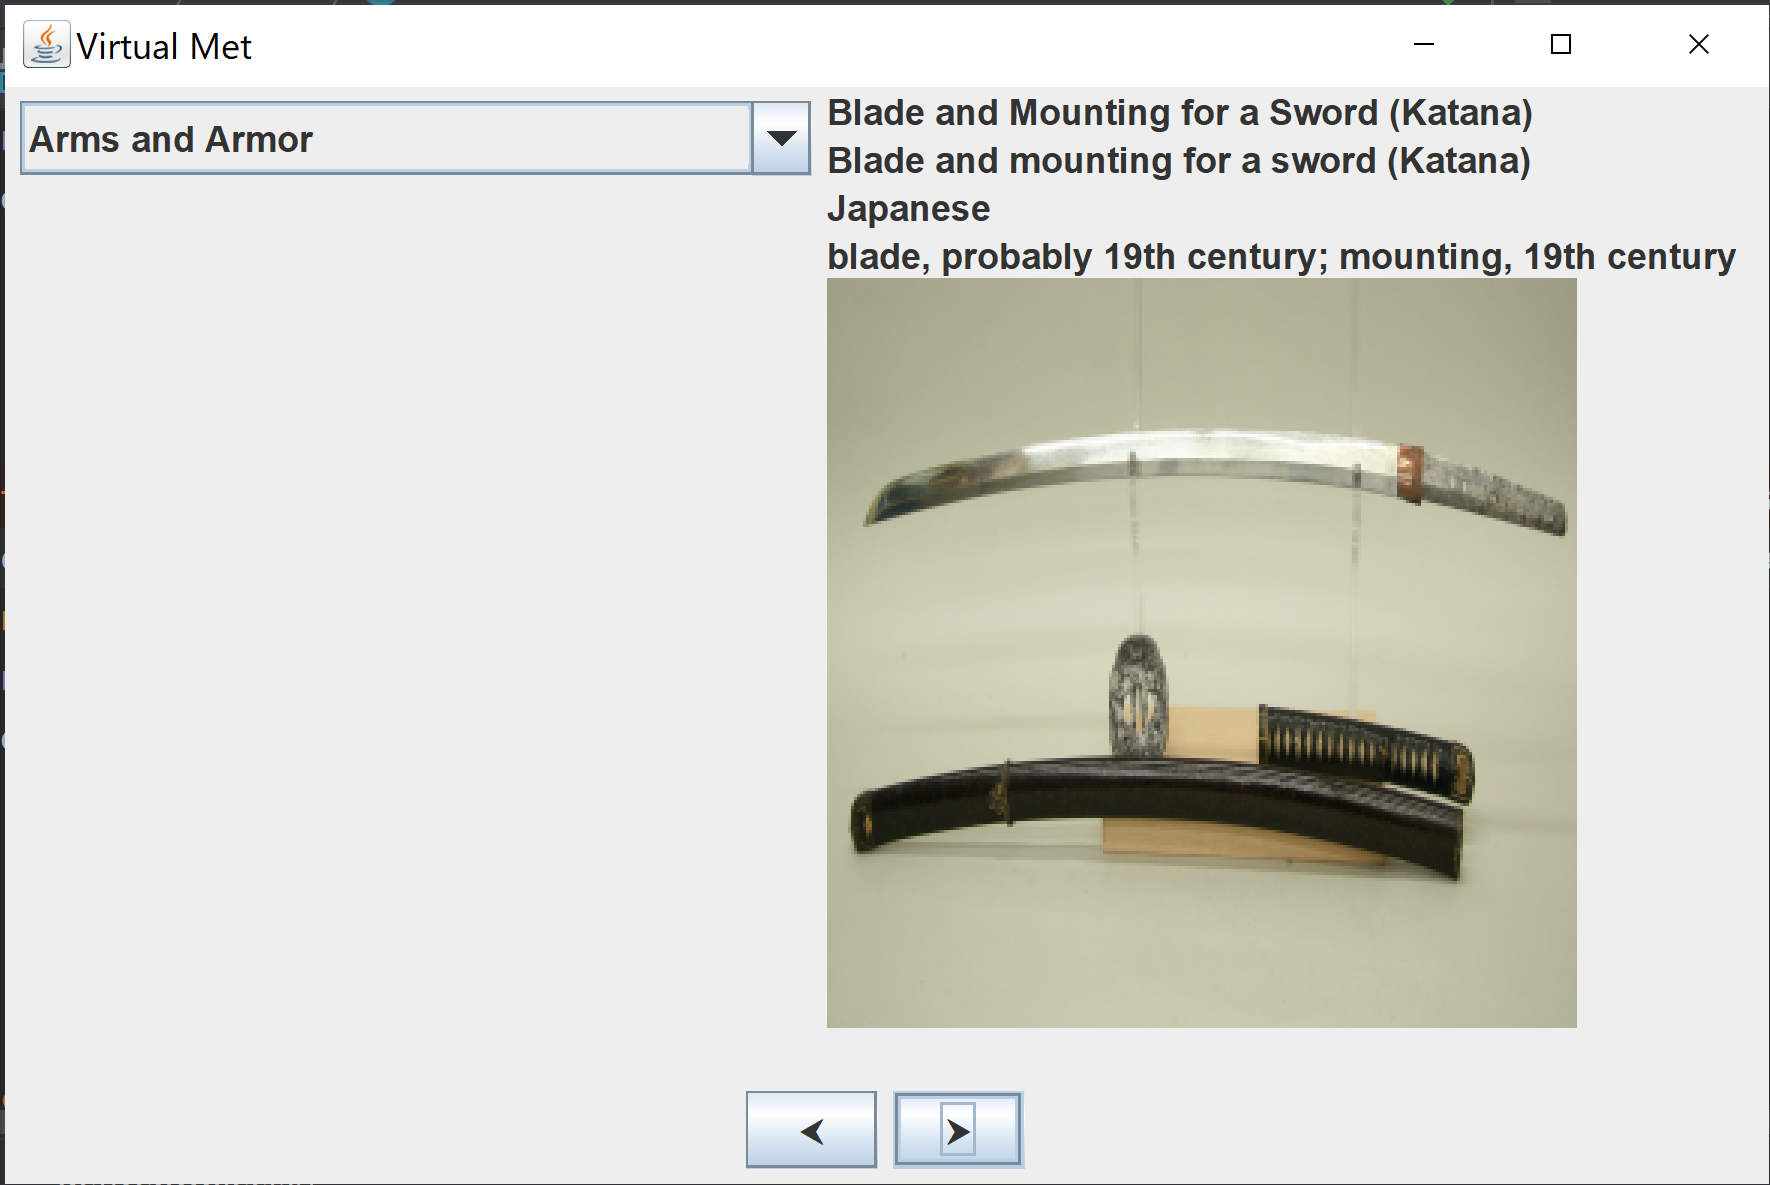 Virtual Met
Arms and Armor
Blade and Mounting for a Sword (Katana)
Blade and mounting for a sword (Katana)
Japanese
blade, probably 19th century; mounting, 19th century